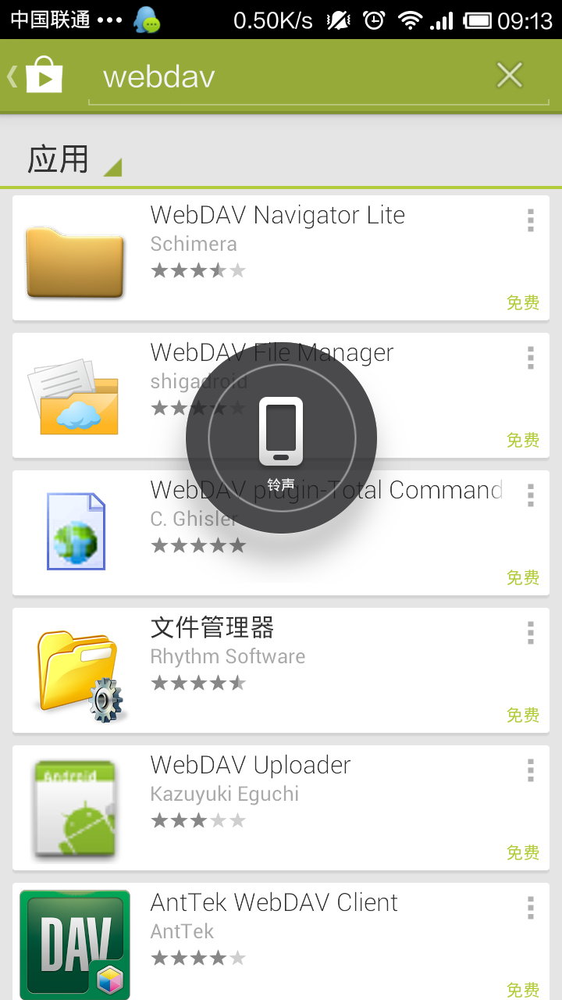 中国联通 ••• 0.50K/s 09:13
webdav
应用
WebDAV Navigator Lite
Schimera
免费
WebDAV File Manager
shigadroid
免费
WebDAV plugin-Total Command
C. Ghisler
免费
铃声
文件管理器
Rhythm Software
免费
Android
WebDAV Uploader
Kazuyuki Eguchi
免费
DAV
AntTek WebDAV Client
AntTek
免费